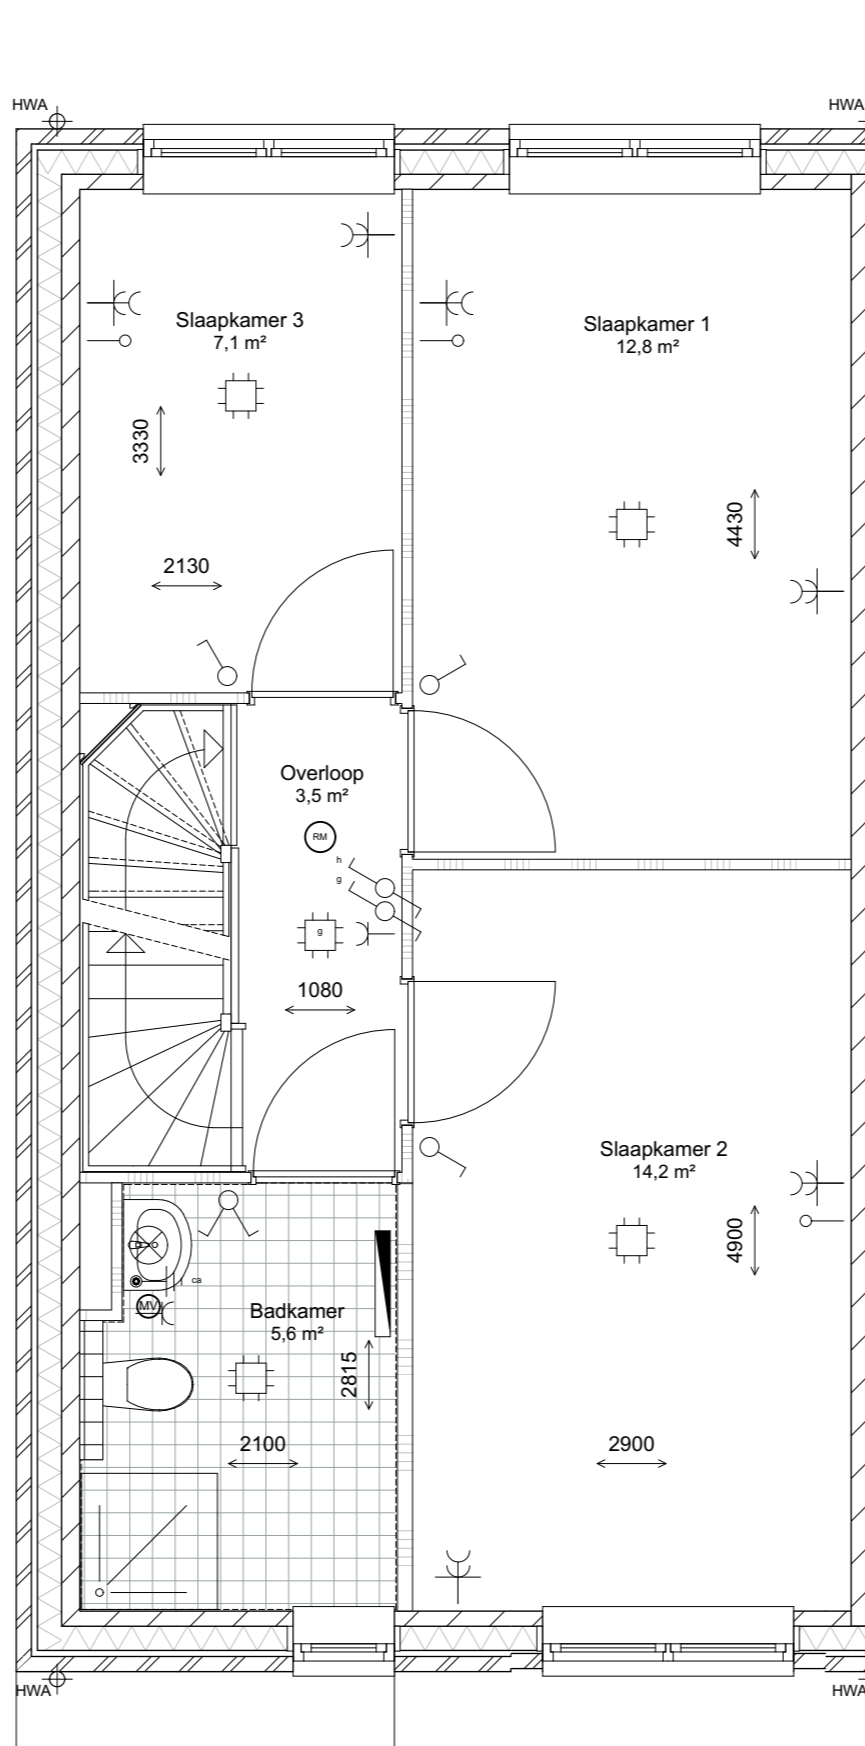 HWA
HWA
Slaapkamer 3
7,1 m²
Slaapkamer 1
12,8 m²
3330
4430
2130
Overloop
3,5 m²
RM
h
g
g
1080
Slaapkamer 2
14,2 m²
4900
ca
MV
Badkamer
5,6 m²
2815
2100
2900
HWA
HWA